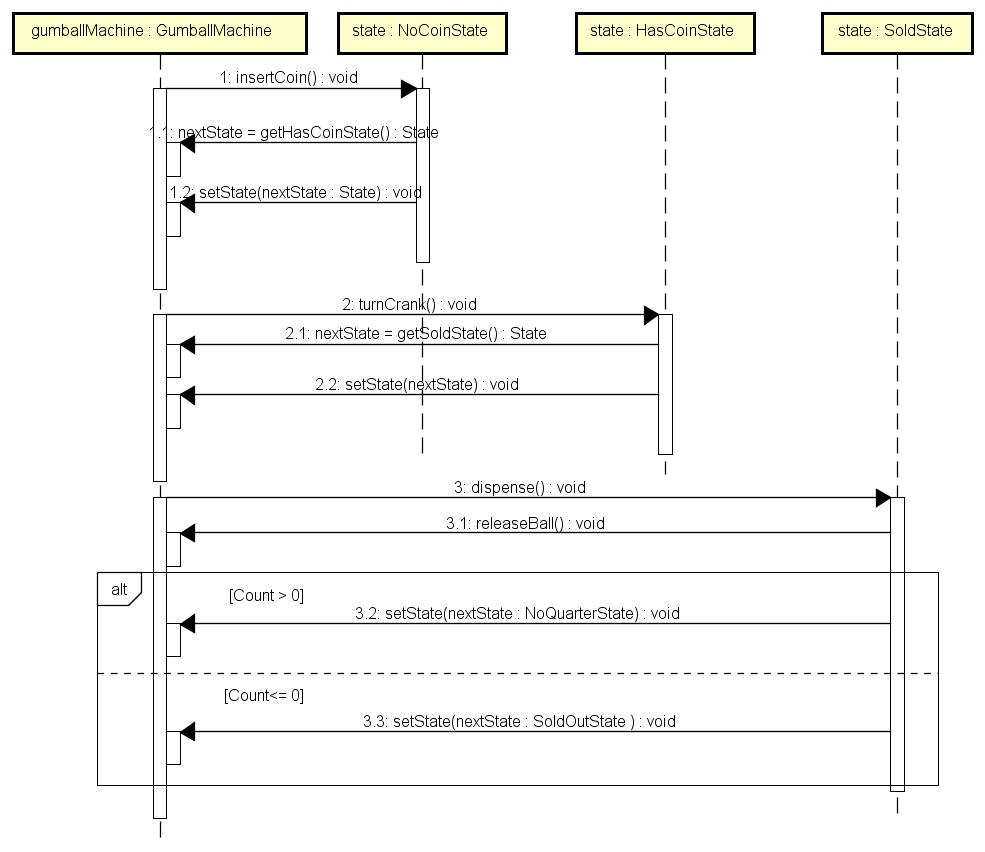 gumballMachine : GumballMachine
state : NoCoinState
state : HasCoinState
state : SoldState
1: insertCoin() : void
1.1: nextState = getHasCoinState() : State
1.2: setState(nextState : State) : void
2: turnCrank() : void
2.1: nextState = getSoldState() : State
2.2: setState(nextState) : void
3: dispense() : void
3.1: releaseBall() : void
alt
[Count > 0]
3.2: setState(nextState : NoQuarterState) : void
[Count<= 0]
3.3: setState(nextState : SoldOutState ) : void